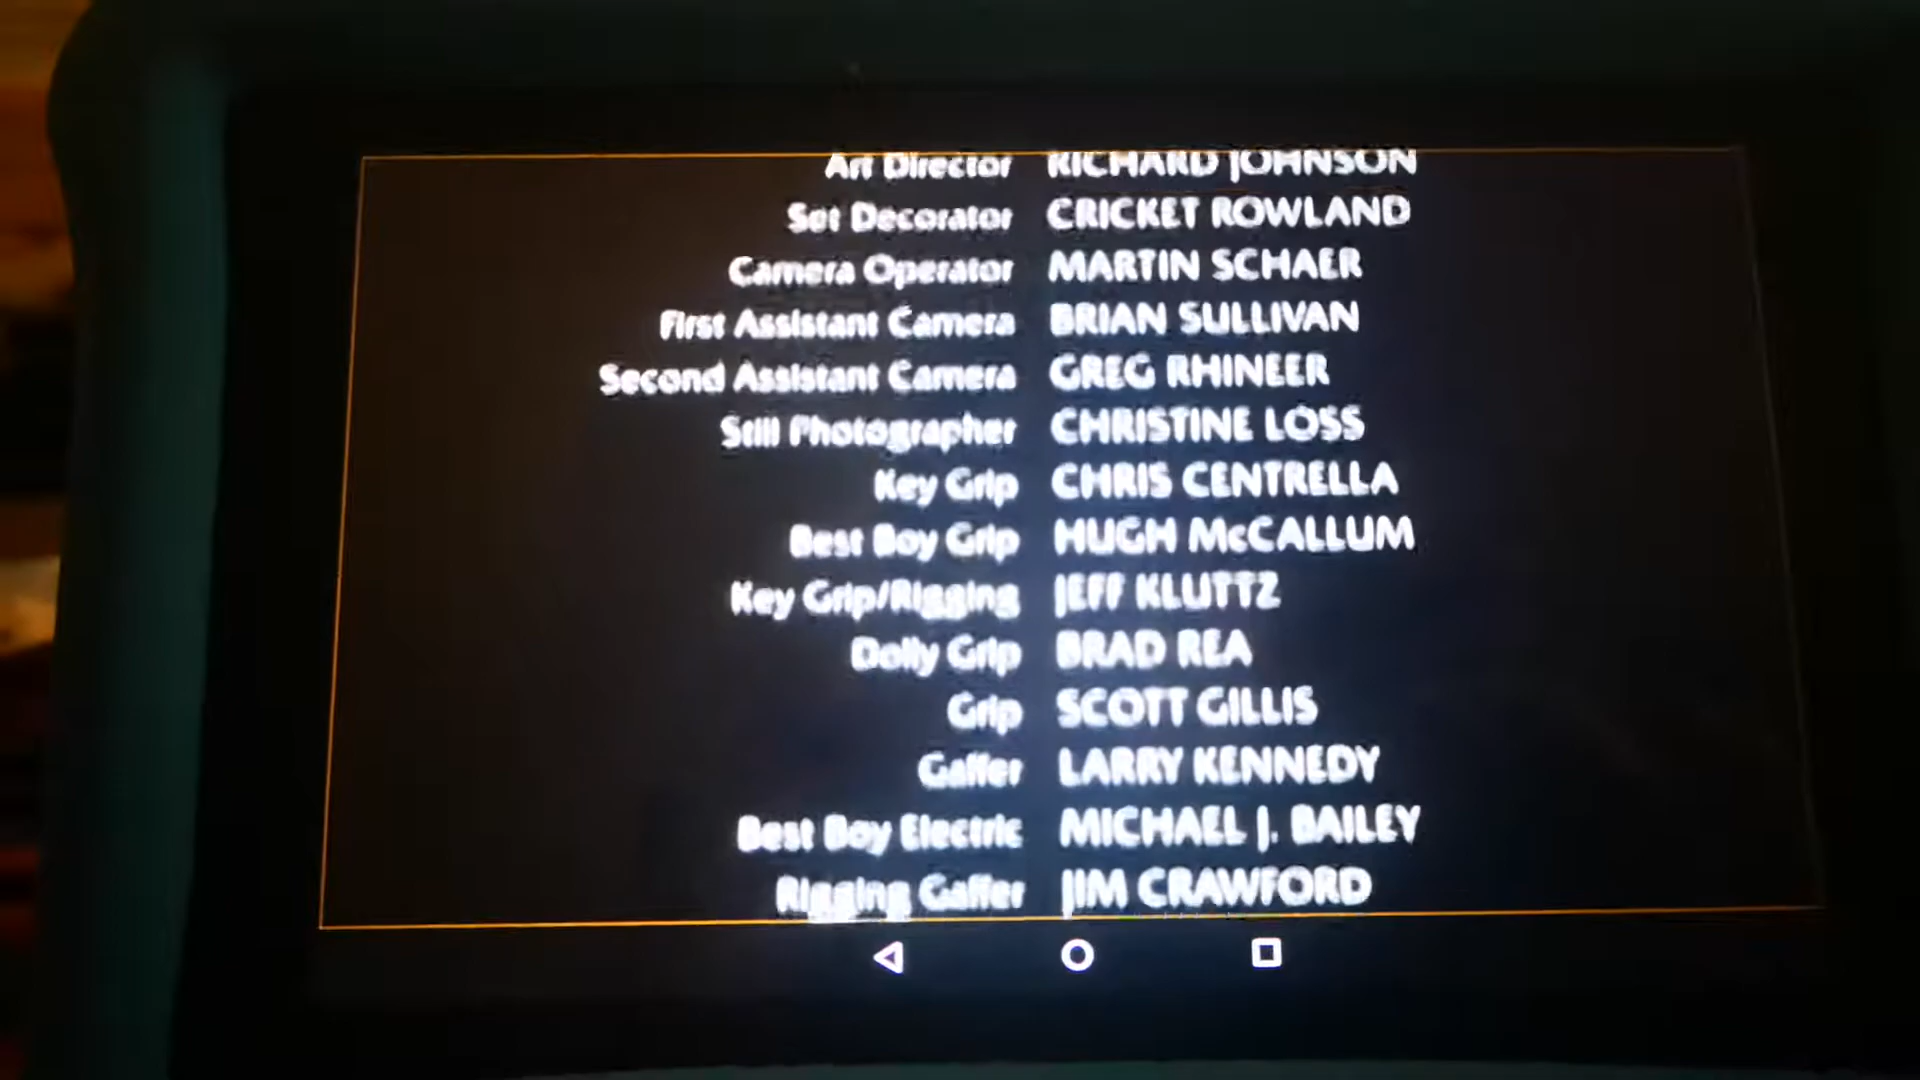 Art Director RICHARD JOHNSON
Set Decorator CRICKET ROWLAND
Camera Operator MARTIN SCHAER
First Assistant Camera BRIAN SULLIVAN
Second Assistant Camera GREG RHINEER
Still Photographer CHRISTINE LOSS
Key Grip CHRIS CENTRELLA
Best Boy Grip HUGH McCALLUM
Key Grip/Rigging JEFF KLUTTZ
Dolly Grip BRAD REA
Grip SCOTT GILLIS
Gaffer LARRY KENNEDY
Best Boy Electric MICHAEL J. BAILEY
Rigging Gaffer JIM CRAWFORD